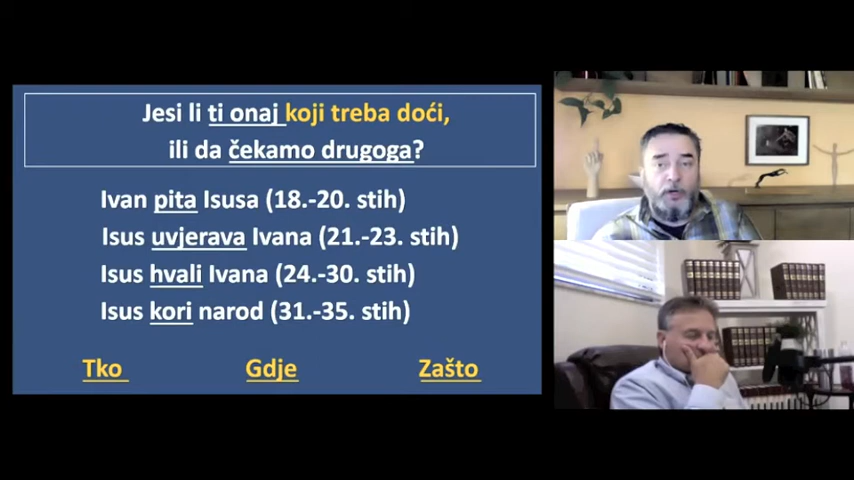 Jesi li ti onaj koji treba doći,
ili da čekamo drugoga?
Ivan pita Isusa (18.-20. stih)
Isus uvjerava Ivana (21.-23. stih)
Isus hvali Ivana (24.-30. stih)
Isus kori narod (31.-35. stih)
Tko Gdje Zašto